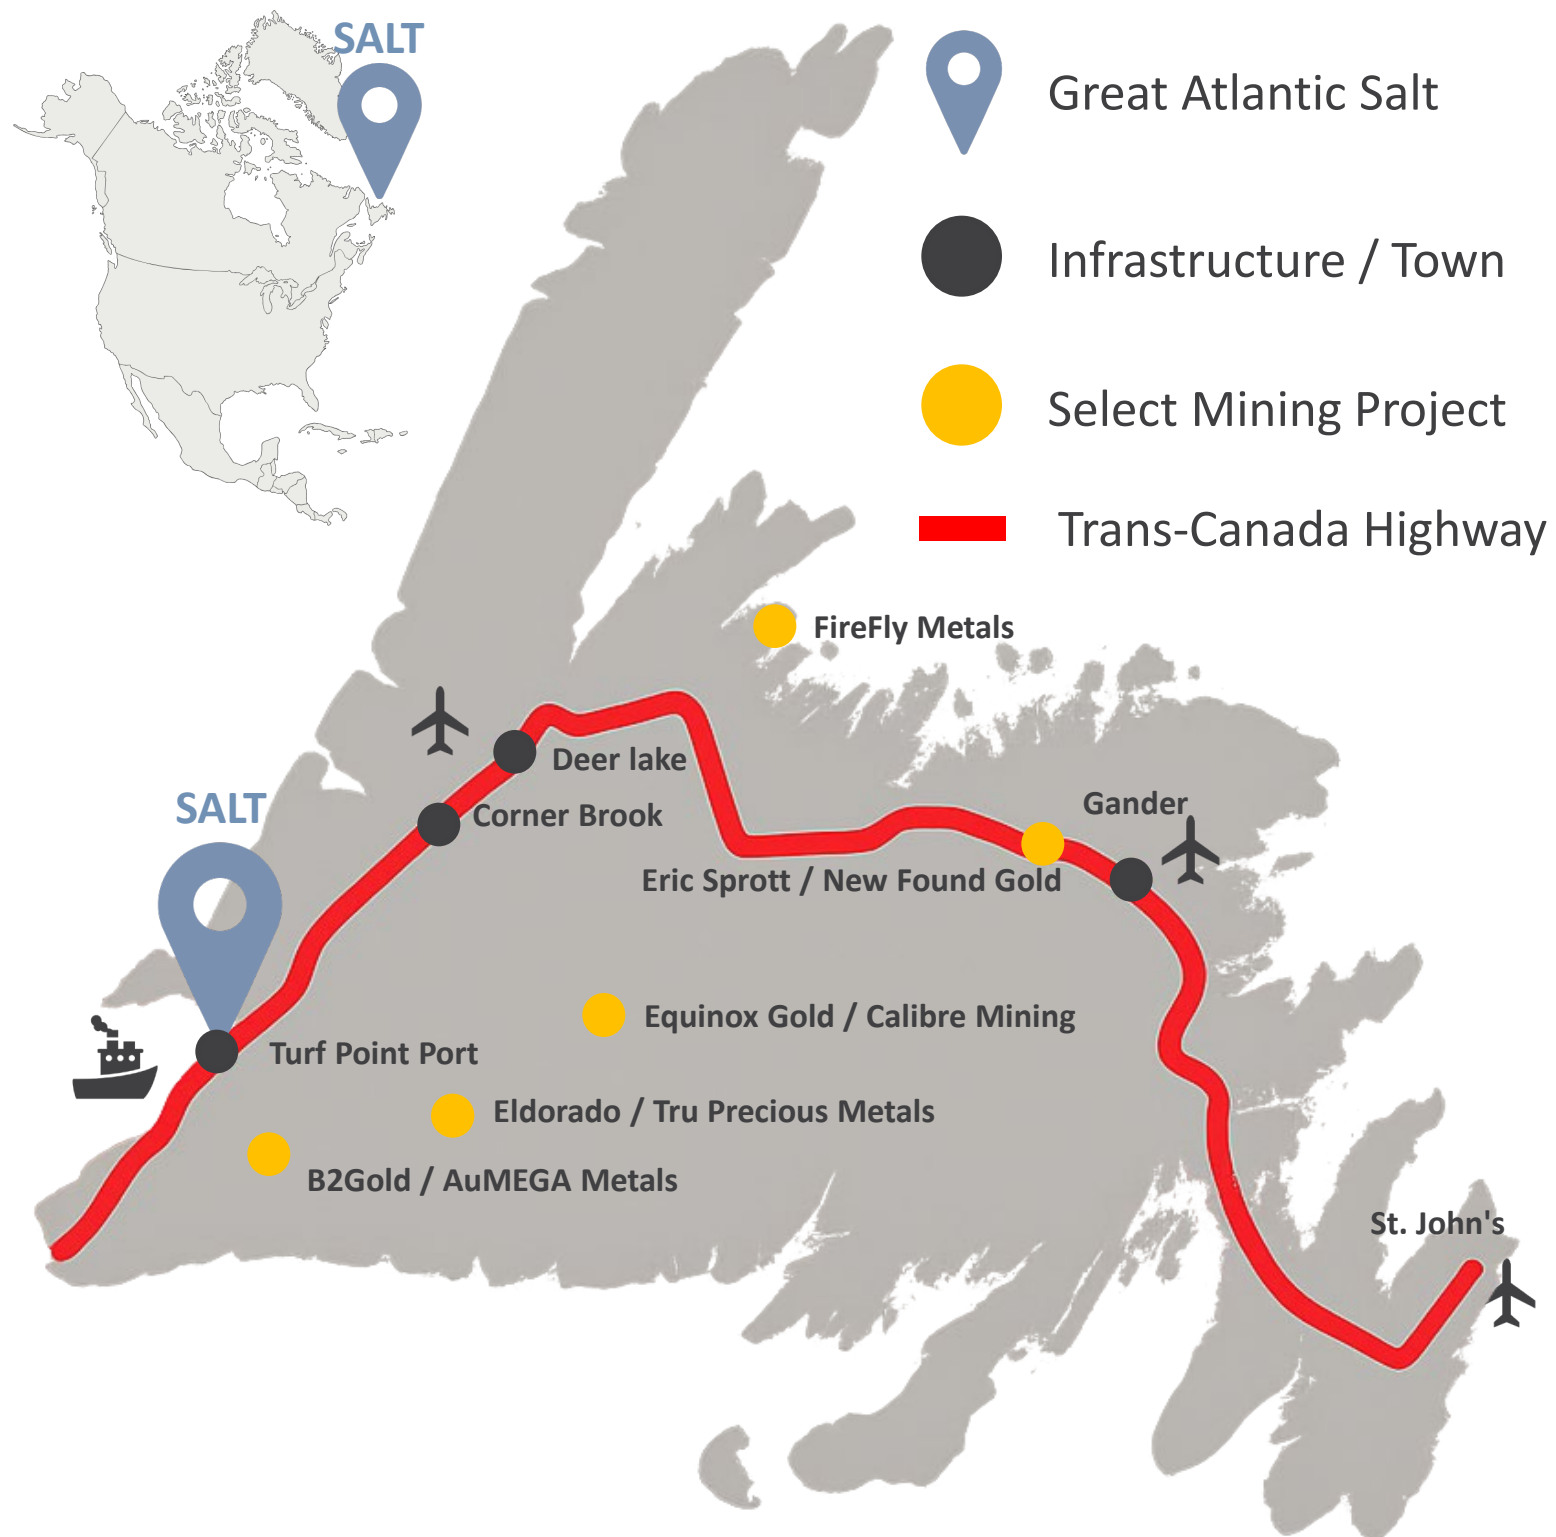 SALT
Great Atlantic Salt
Infrastructure / Town
Select Mining Project
Trans-Canada Highway
FireFly Metals
Deer lake
Corner Brook
SALT
Gander
Eric Sprott / New Found Gold
Equinox Gold / Calibre Mining
Turf Point Port
Eldorado / Tru Precious Metals
B2Gold / AuMEGA Metals
St. John's